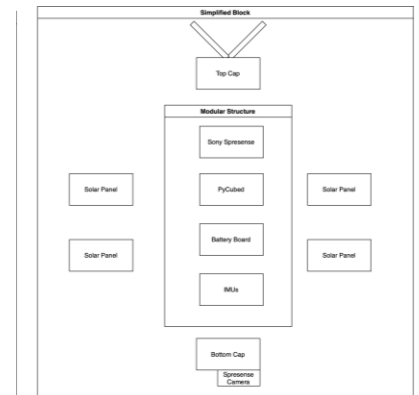 Simplified Block
Top Cap
Modular Structure
Sony Spresense
Solar Panel
PyCubed
Solar Panel
Solar Panel
Battery Board
Solar Panel
IMUs
Bottom Cap
Spresense
Camera